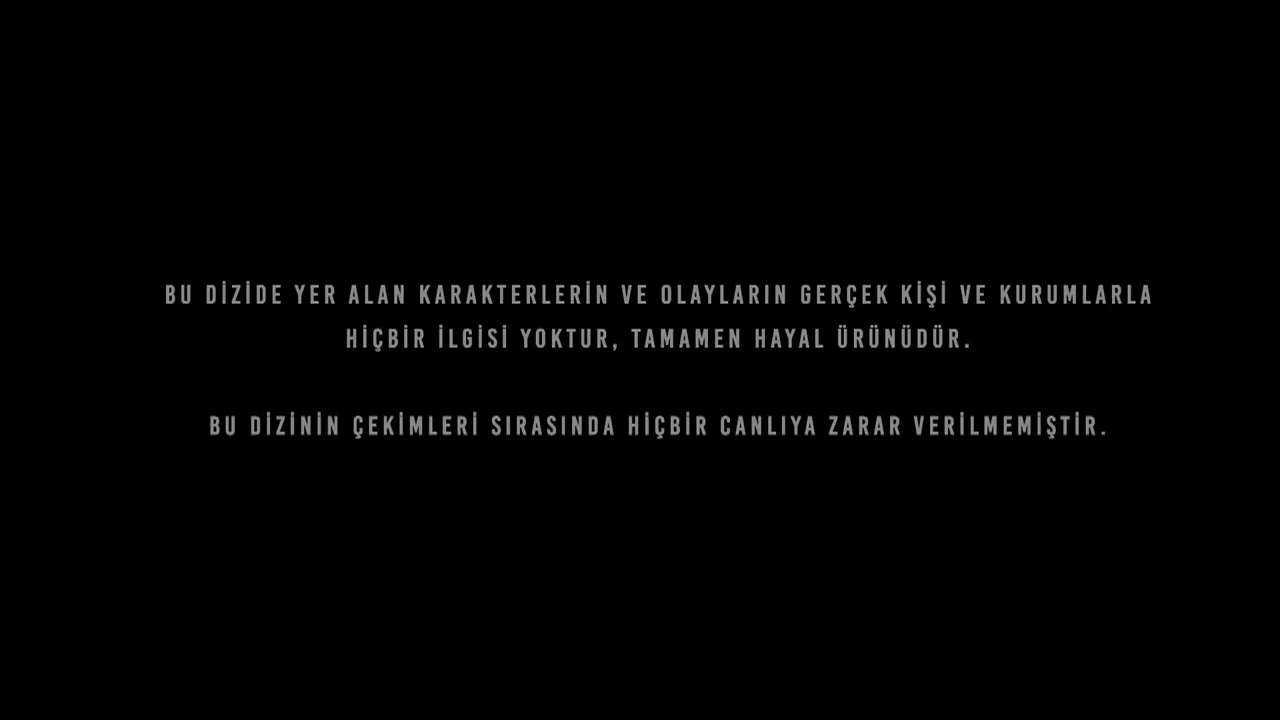 BU DİZİDE YER ALAN KARAKTERLERİN VE OLAYLARIN GERÇEK KİŞİ VE KURUMLARLA
HİÇBİR İLGİSİ YOKTUR, TAMAMEN HAYAL ÜRÜNÜDÜR.
BU DİZİNİN ÇEKİMLERİ SIRASINDA HİÇBİR CANLIYA ZARAR VERİLMEMİŞTİR.